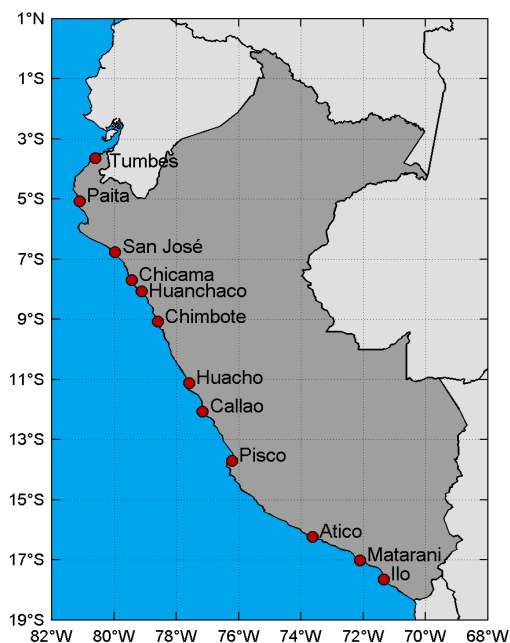 1°N
1°S
3°S
Tumbes
5°S
Paita
San José
7°S
Chicama
Huanchaco
Chimbote
9°S
Huacho
11°S
Callao
13°S
Pisco
15°S
Atico
17°S
Matarani
Ilo
19°S
82°W 80°W 78°W 76°W 74°W 72°W 70°W 68°W